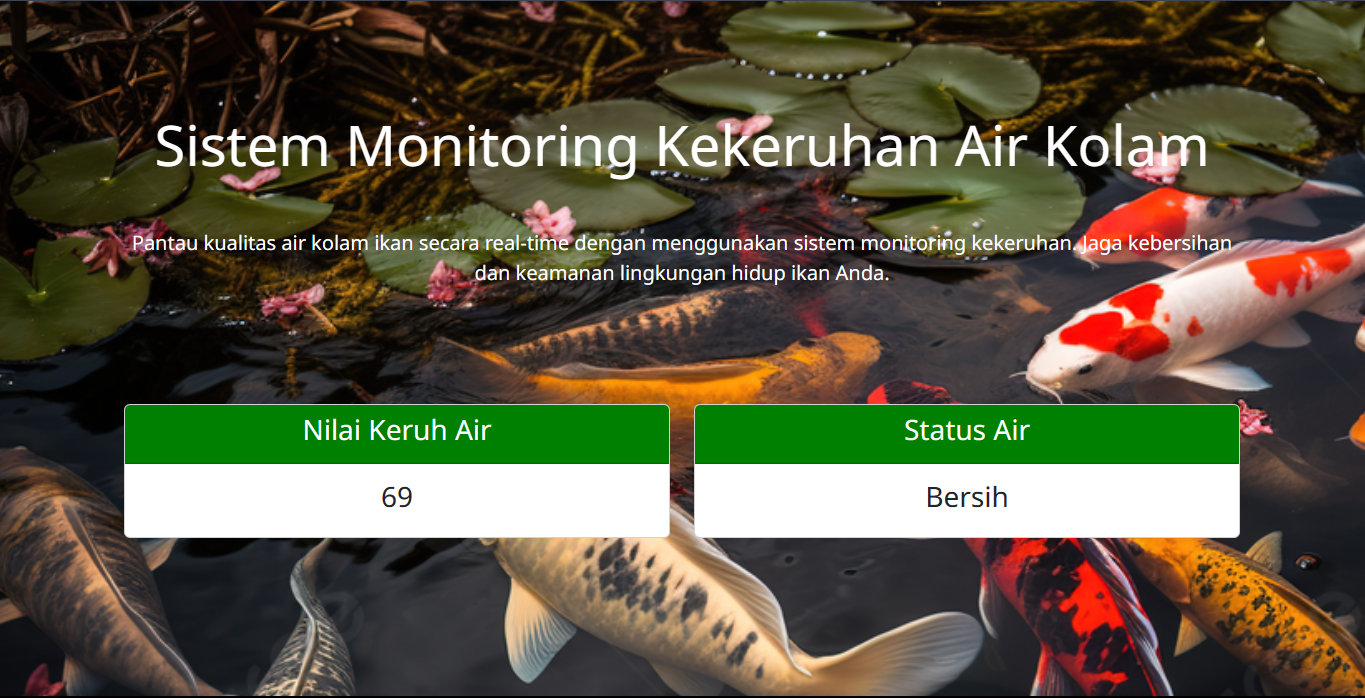 Sistem Monitoring Kekeruhan Air Kolam
Pantau kualitas air kolam ikan secara real-time dengan menggunakan sistem monitoring kekeruhan. Jaga kebersihan
dan keamanan lingkungan hidup ikan Anda.
Nilai Keruh Air
69
Status Air
Bersih